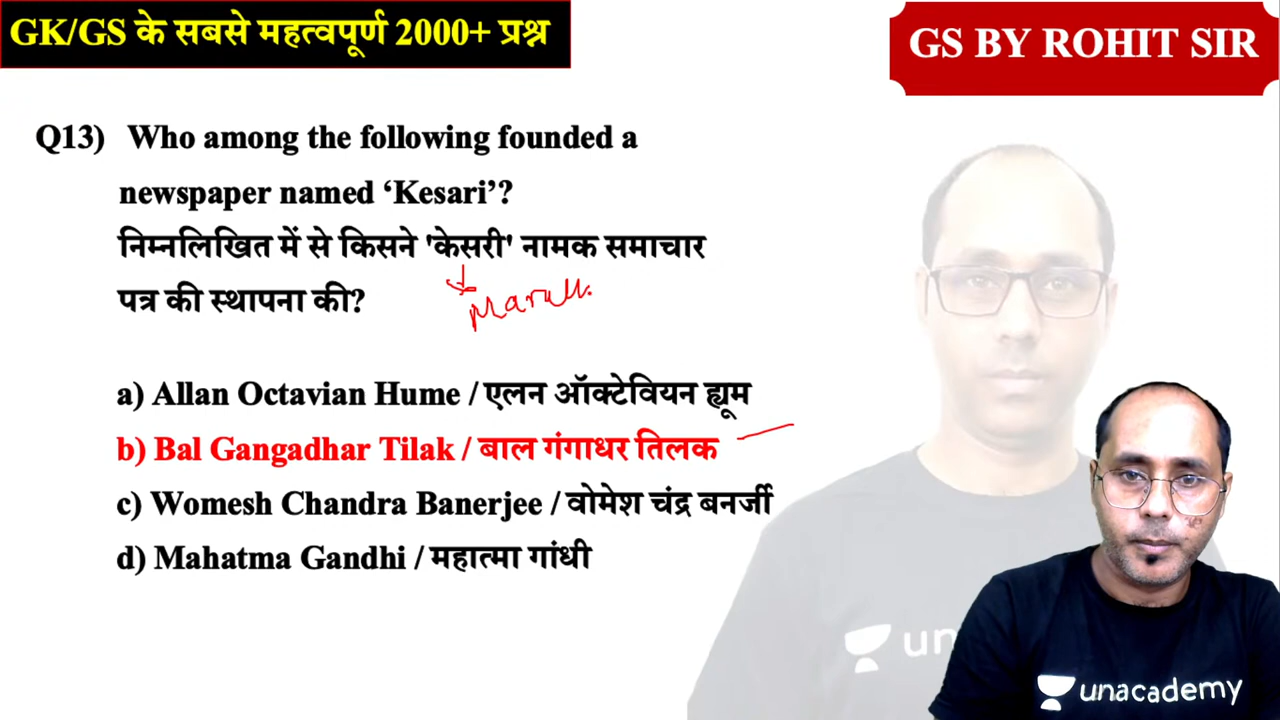 GK/GS के सबसे महत्वपूर्ण 2000+ प्रश्न
GS BY ROHIT SIR
Q13) Who among the following founded a
newspaper named ‘Kesari’?
निम्नलिखित में से किसने 'केसरी' नामक समाचार
पत्र की स्थापना की?
a) Allan Octavian Hume / एलन ऑक्टेवियन ह्यूम
b) Bal Gangadhar Tilak / बाल गंगाधर तिलक
c) Womesh Chandra Banerjee / वोमेश चंद्र बनर्जी
d) Mahatma Gandhi / महात्मा गांधी
un
unacademy